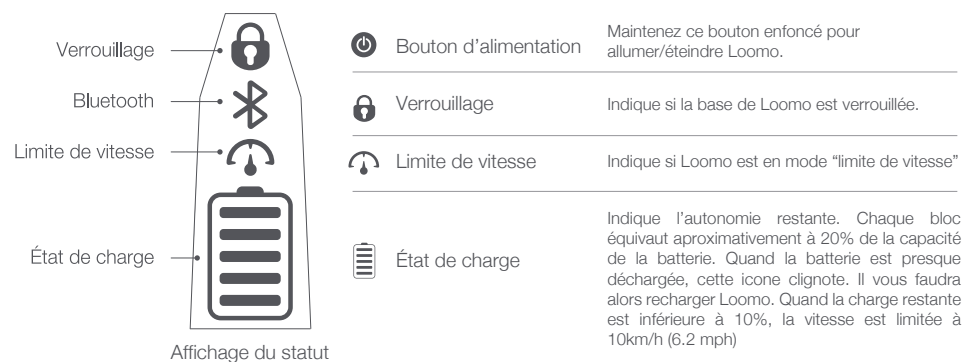 Verrouillage
Bluetooth
Limite de vitesse
État de charge
Affichage du statut
Bouton d'alimentation
Maintenez ce bouton enfoncé pour
allumer/éteindre Loomo.
Verrouillage
Indique si la base de Loomo est verrouillée.
Limite de vitesse
Indique si Loomo est en mode “limite de vitesse”
État de charge
Indique l'autonomie restante. Chaque bloc
équivaut aproximativement à 20% de la capacité
de la batterie. Quand la batterie est presque
déchargée, cette icone clignote. Il vous faudra
alors recharger Loomo. Quand la charge restante
est inférieure à 10%, la vitesse est limitée à
10km/h (6.2 mph)